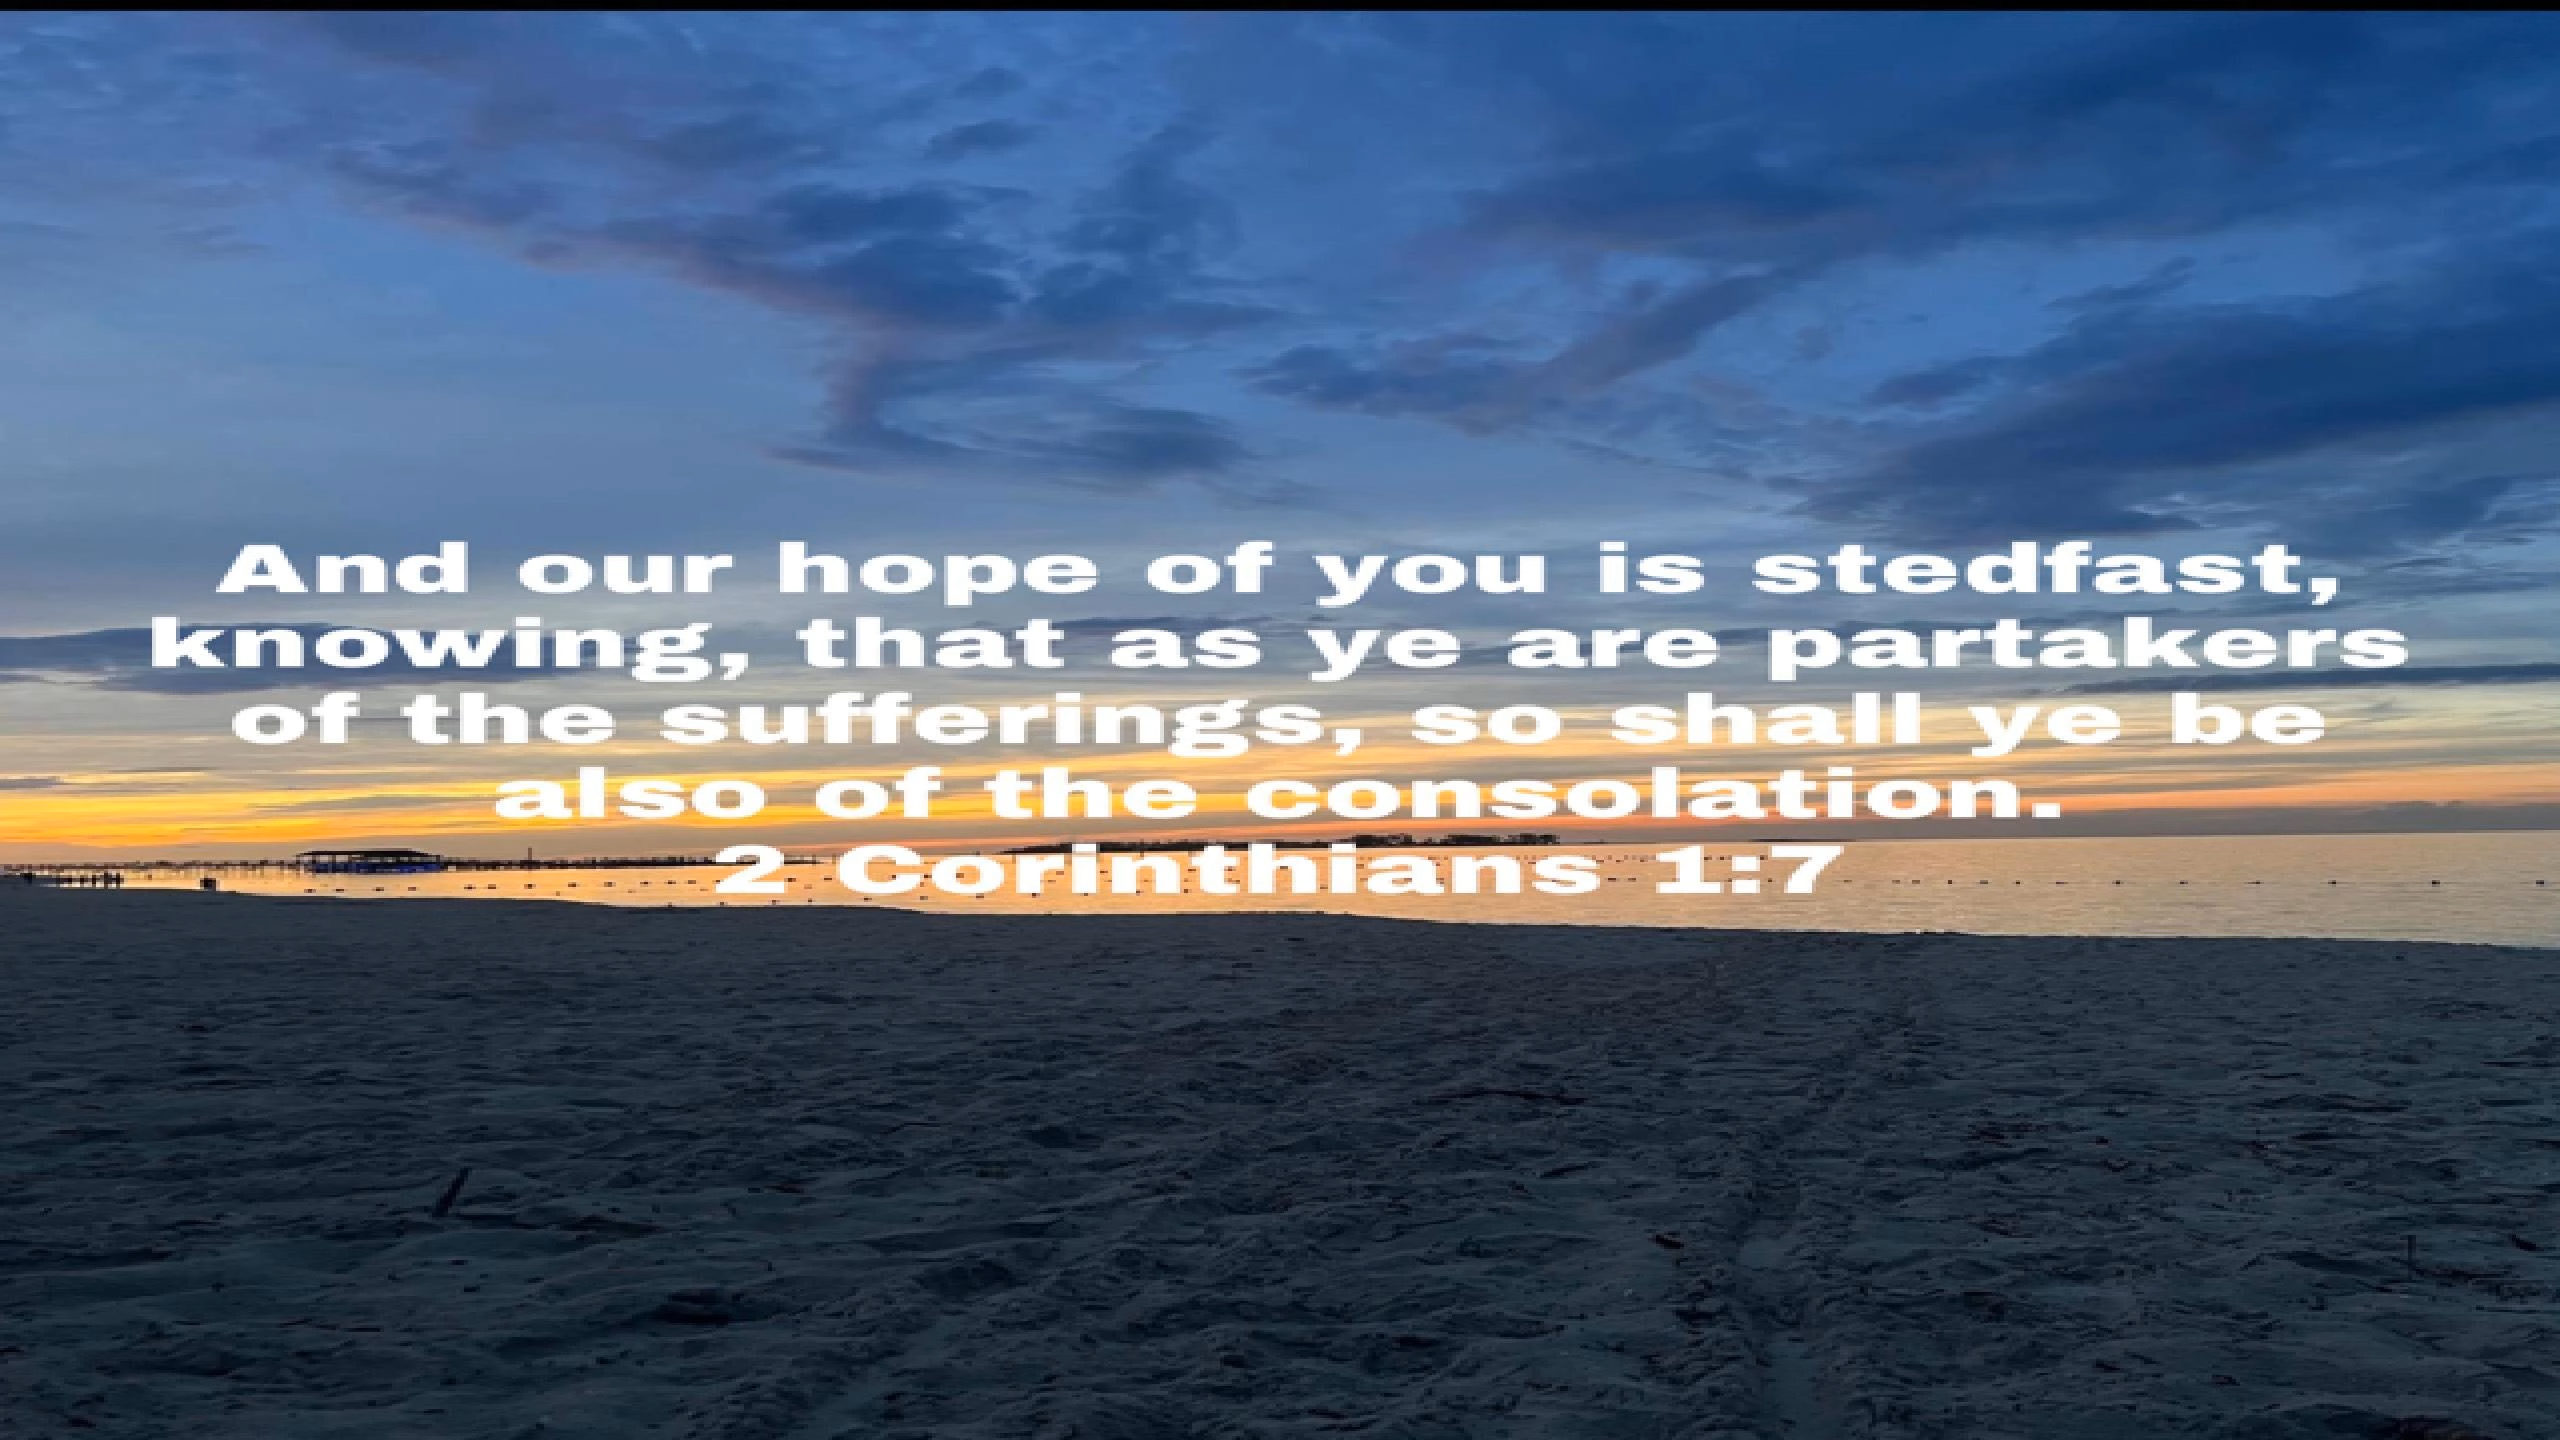 And our hope of you is stedfast,
knowing, that as ye are partakers
of the sufferings, so shall ye be
also of the consolation.
2 Corinthians 1:7